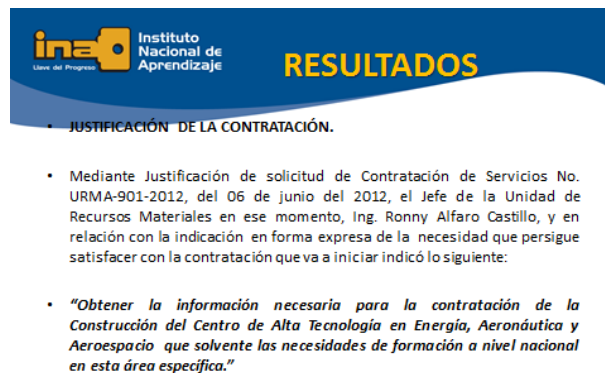 ina
Llave del Progreso
Instituto
Nacional de
Aprendizaje
RESULTADOS
• JUSTIFICACIÓN DE LA CONTRATACIÓN.
• Mediante Justificación de solicitud de Contratación de Servicios No.
URMA-901-2012, del 06 de junio del 2012, el Jefe de la Unidad de
Recursos Materiales en ese momento, Ing. Ronny Alfaro Castillo, y en
relación con la indicación en forma expresa de la necesidad que persigue
satisfacer con la contratación que va a iniciar indicó lo siguiente:
• “Obtener la información necesaria para la contratación de la
Construcción del Centro de Alta Tecnología en Energía, Aeronáutica y
Aeroespacio que solvente las necesidades de formación a nivel nacional
en esta área específica.”